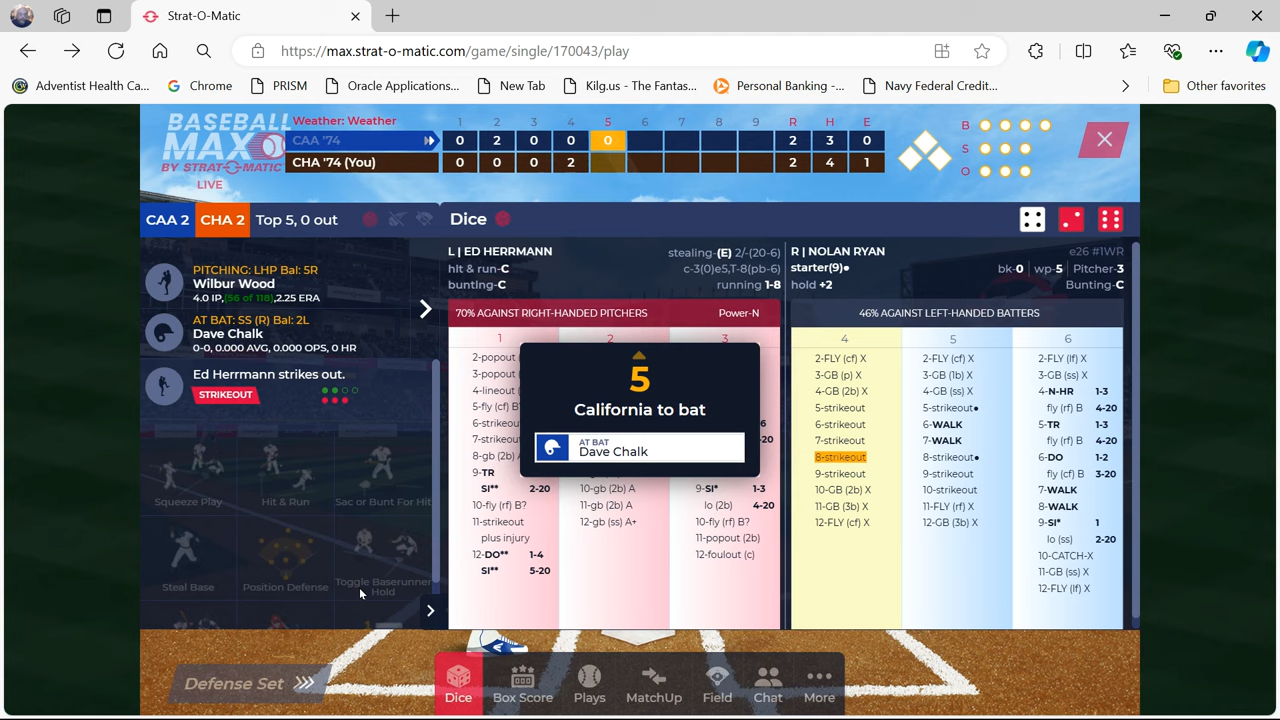 Strat-O-Matic
https://max.strat-o-matic.com/game/single/170043/play
Adventist Health Ca... Chrome PRISM Oracle Applications... New Tab Kilg.us - The Fantas... Personal Banking -... Navy Federal Credit... Other favorites
BASEBALL
MAX
BY STRAT-O-MATIC
LIVE
Weather: Weather 1 2 3 4 5 6 7 8 9 R H E
CAA '74 0 2 0 0 0 2 3 0
CHA '74 (You) 0 0 0 2 2 4 1
B
S
O
CAA 2 CHA 2 Top 5, 0 out
Dice
PITCHING: LHP Bal: 5R
Wilbur Wood
4.0 IP,(56 of 118),2.25 ERA
AT BAT: SS (R) Bal: 2L
Dave Chalk
0-0, 0.000 AVG, 0.000 OPS, 0 HR
Ed Herrmann strikes out.
STRIKEOUT
Squeeze Play Hit & Run Sac or Bunt For Hit
Steal Base Position Defense Toggle Baserunner Hold
L | ED HERRMANN stealing-(E) 2/-(20-6)
hit & run-C c-3(0)e5,T-8(pb-6)
bunting-C running 1-8
70% AGAINST RIGHT-HANDED PITCHERS Power-N
1 2 3
2-popout
3-popout
4-lineout
5-fly (cf) B?
6-strikeou
7-strikeou
8-gb (2b)
9-TR
SI** 2-20
10-fly (rf) B?
11-strikeout
plus injury
12-DO** 1-4
SI** 5-20
10-gb (2b) A
11-gb (2b) A
12-gb (ss) A+
6
-20
9-SI* 1-3
lo (2b) 4-20
10-fly (rf) B?
11-popout (2b)
12-foulout (c)
5
California to bat
AT BAT
Dave Chalk
R | NOLAN RYAN e26 #1WR
starter(9)● bk-0 wp-5 Pitcher-3
hold +2 Bunting-C
46% AGAINST LEFT-HANDED BATTERS
4 5 6
2-FLY (cf) X
3-GB (p) X
4-GB (2b) X
5-strikeout
6-strikeout
7-strikeout
8-strikeout
9-strikeout
10-GB (2b) X
11-GB (3b) X
12-FLY (cf) X
2-FLY (cf) X
3-GB (1b) X
4-GB (ss) X
5-strikeout●
6-WALK
7-WALK
8-strikeout●
9-strikeout
10-strikeout
11-FLY (rf) X
12-GB (3b) X
2-FLY (lf) X
3-GB (ss) X
4-N-HR 1-3
fly (rf) B 4-20
5-TR 1-3
fly (rf) B 4-20
6-DO 1-2
fly (cf) B 3-20
7-WALK
8-WALK
9-SI* 1
lo (ss) 2-20
10-CATCH-X
11-GB (ss) X
12-FLY (lf) X
Defense Set
Dice Box Score Plays MatchUp Field Chat More